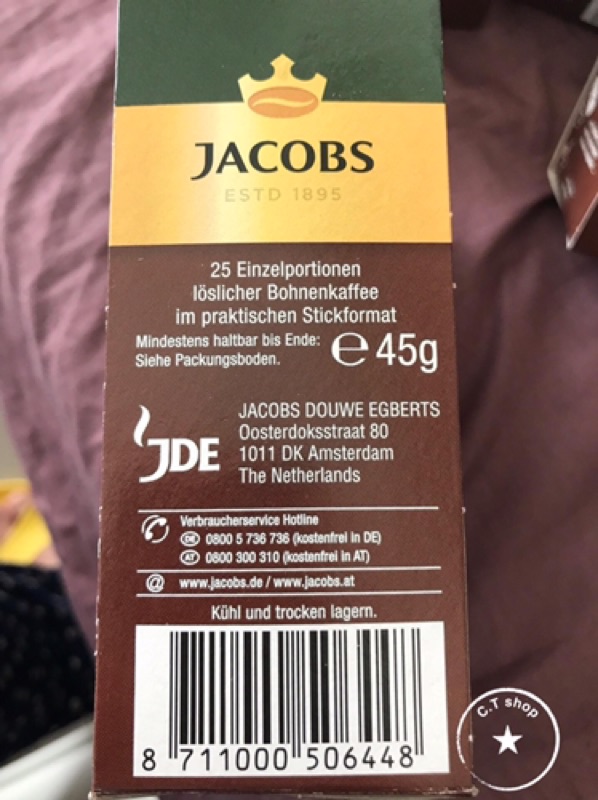 JACOBS
ESTD 1895
25 Einzelportionen
löslicher Bohnenkaffee
im praktischen Stickformat
Mindestens haltbar bis Ende:
Siehe Packungsboden.
℮ 45g
JDE
JACOBS DOUWE EGBERTS
Oosterdoksstraat 80
1011 DK Amsterdam
The Netherlands
Verbraucherservice Hotline
DE 0800 5 736 736 (kostenfrei in DE)
AT 0800 300 310 (kostenfrei in AT)
@ www.jacobs.de / www.jacobs.at
Kühl und trocken lagern.
8 711000 506448
C.T shop